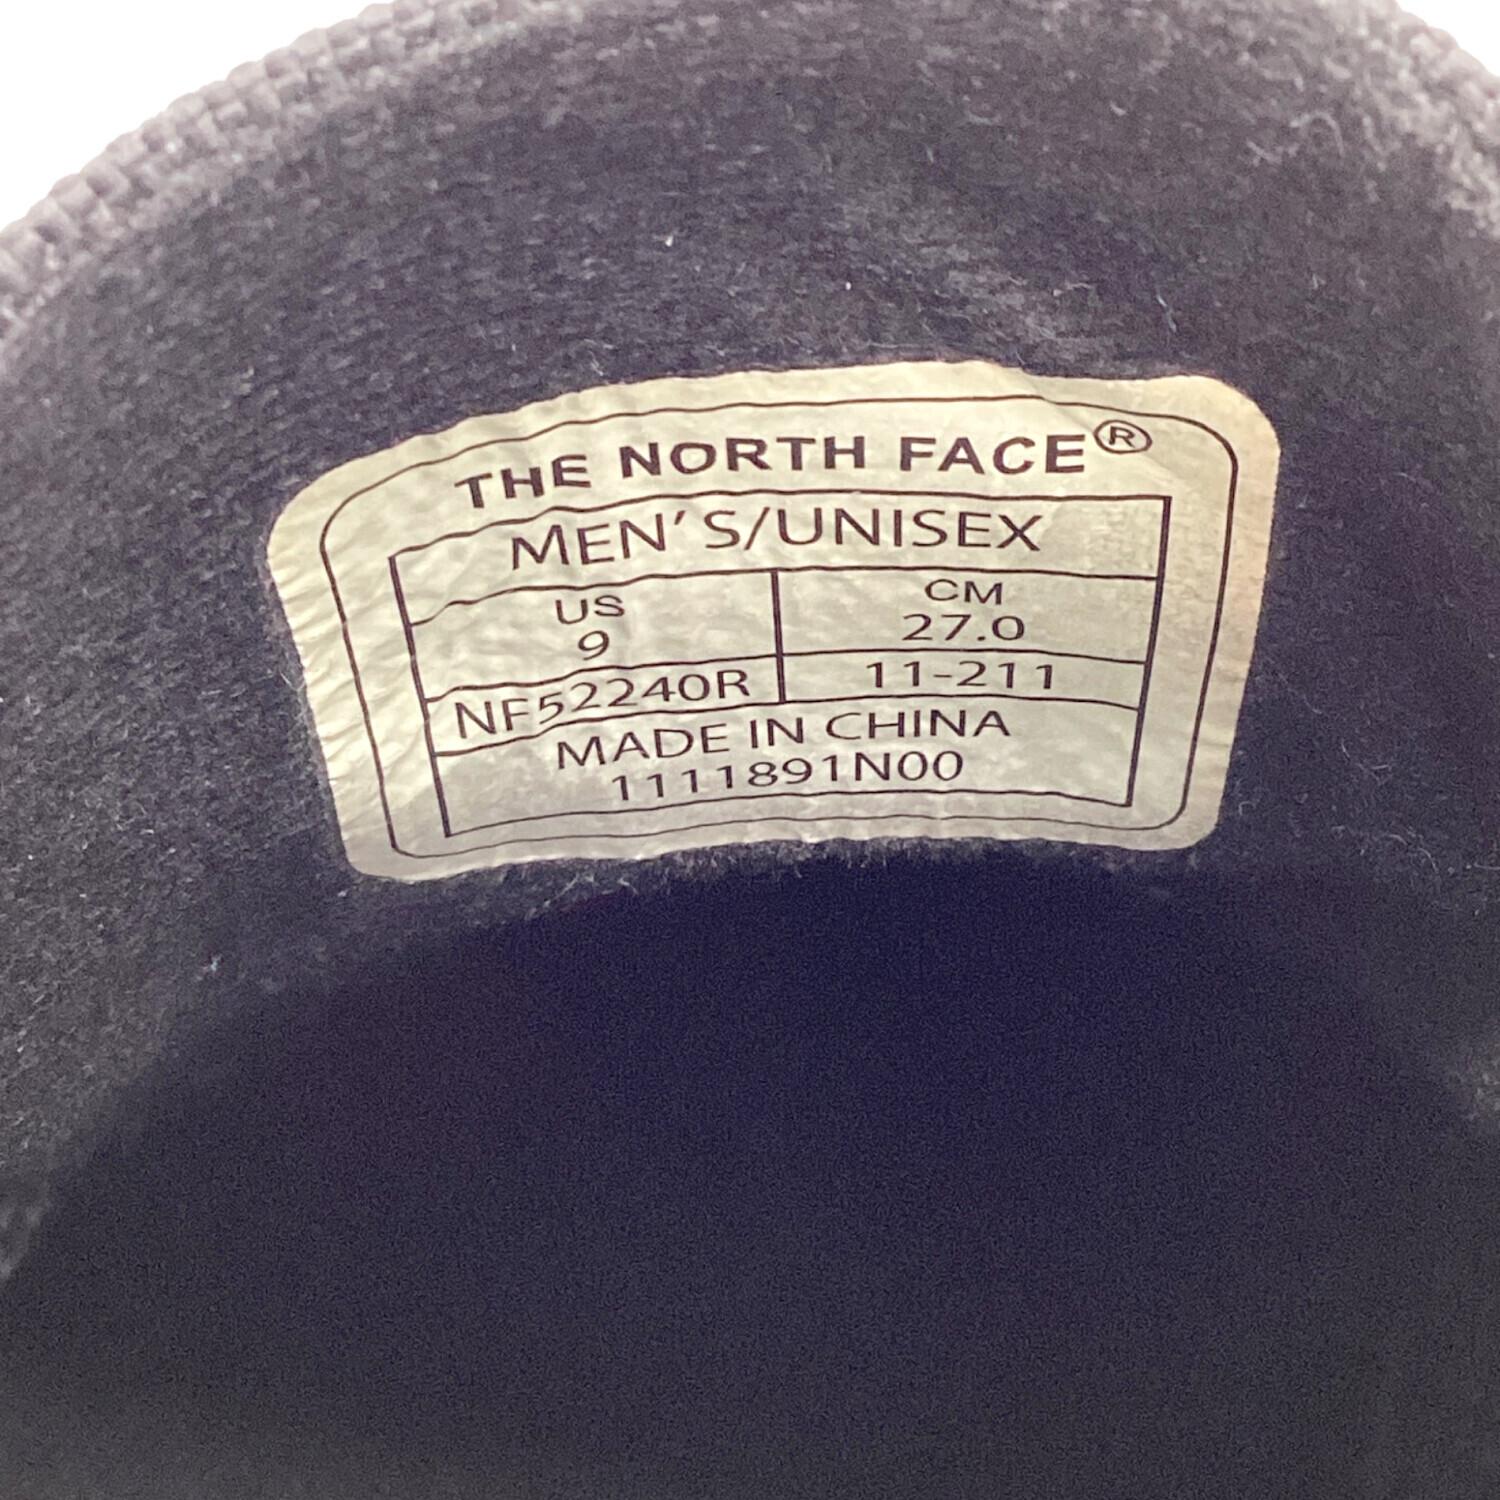 THE NORTH FACE®
MEN'S/UNISEX
US CM
9 27.0
NF52240R 11-211
MADE IN CHINA
1111891N00